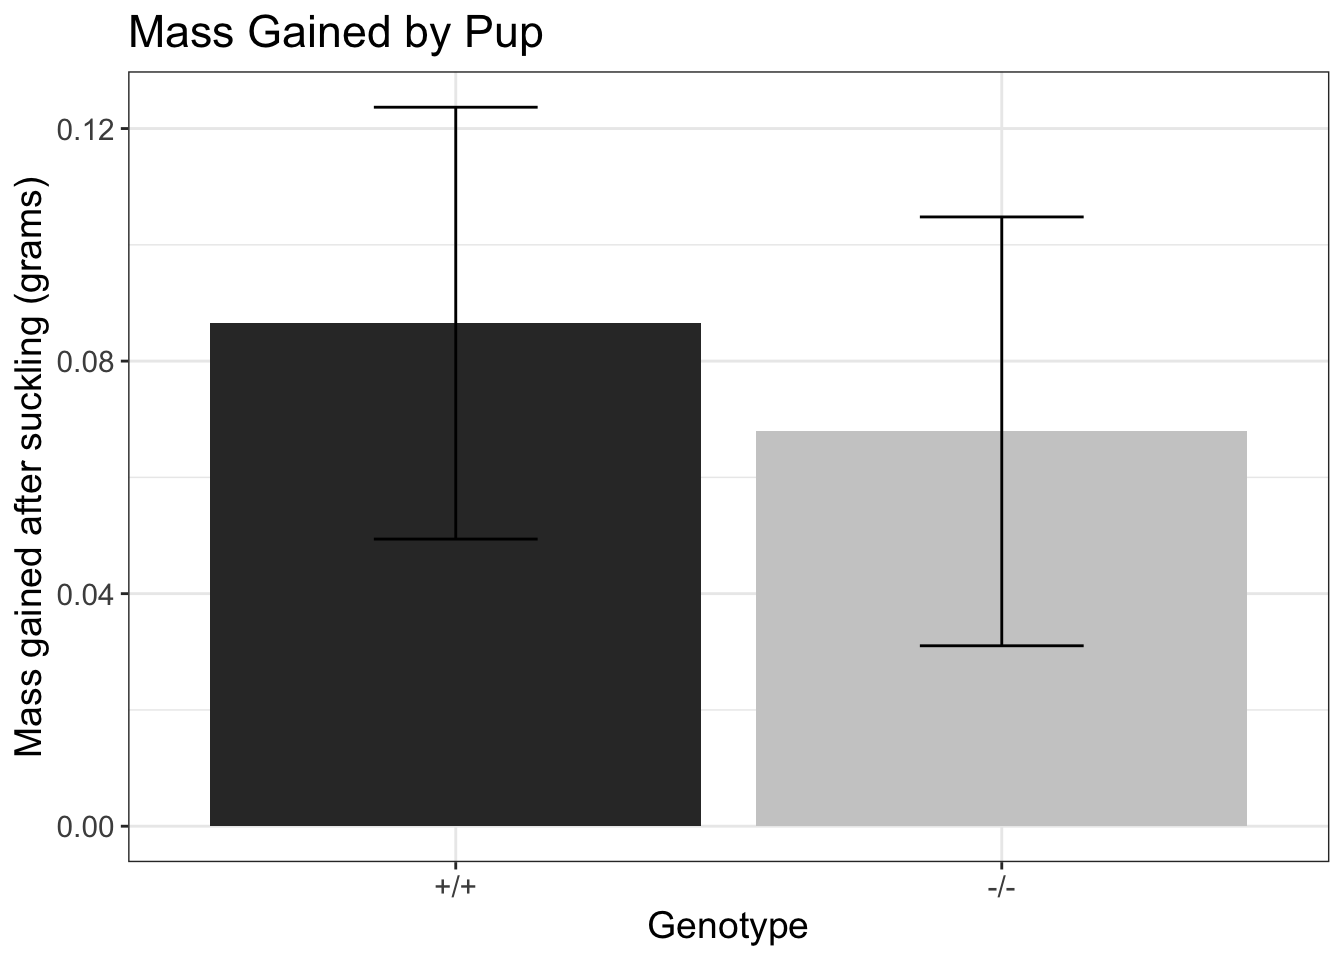 Mass Gained by Pup
Mass gained after suckling (grams)
0.12
0.08
0.04
0.00
+/+
-/-
Genotype